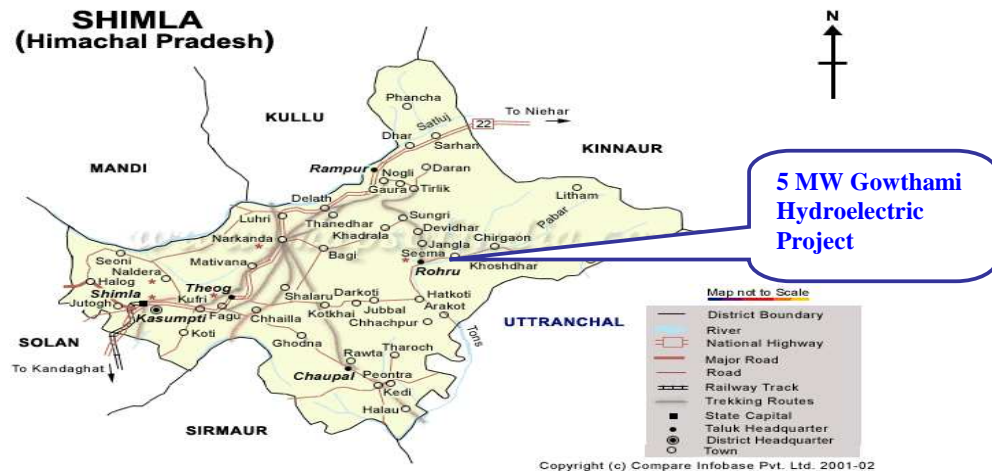 SHIMLA
(Himachal Pradesh)
N
Phancha
To Niehar
KULLU
Satluj
22
Dhar
Sarhan
KINNAUR
MANDI
Rampur
Nogli
Daran
Gaura
Tirlik
Litham
Delath
Luhri
Thanedhar
Sungri
Pabar
Khadrala
Devidhar
Narkanda
Jangla
Chirgaon
Seoni
Mativana
Bagi
Seema
Rohru
Khoshdhar
Naldera
Halog
Theog
Shimla
Kufri
Shalaru
Darkoti
Hatkoti
Jutogh
Kasumpti
Fagu
Chhailla
Kotkhai
Jubbal
Arakot
Koti
Chhachpur
UTTRANCHAL
SOLAN
Ghodna
Tons
Rawta
Tharoch
To Kandaghat
Chaupal
Peontra
Kedi
Halau
SIRMAUR
5 MW Gowthami
Hydroelectric
Project
Map not to Scale
District Boundary
River
National Highway
Major Road
Road
Railway Track
Trekking Routes
State Capital
Taluk Headquarter
District Headquarter
Town
Copyright (c) Compare Infobase Pvt. Ltd. 2001-02